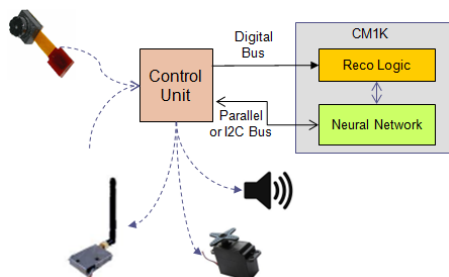 CM1K
Digital
Bus
Reco Logic
Control
Unit
Parallel
or I2C Bus
Neural Network